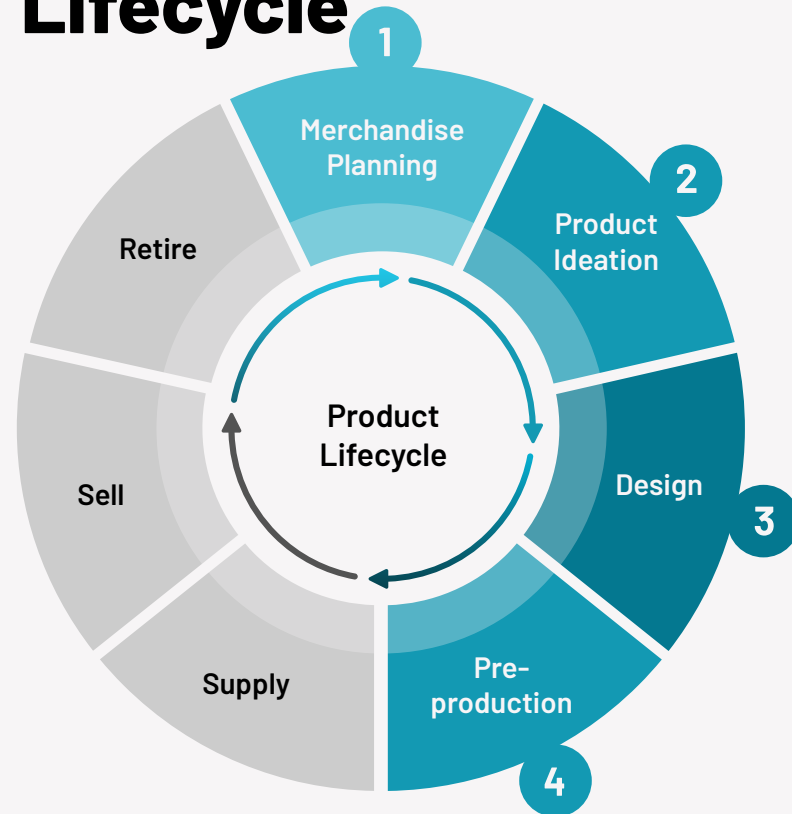 Lifecycle
1
Merchandise
Planning
2
Product
Ideation
3
Design
4
Pre-
production
Supply
Sell
Retire
Product
Lifecycle